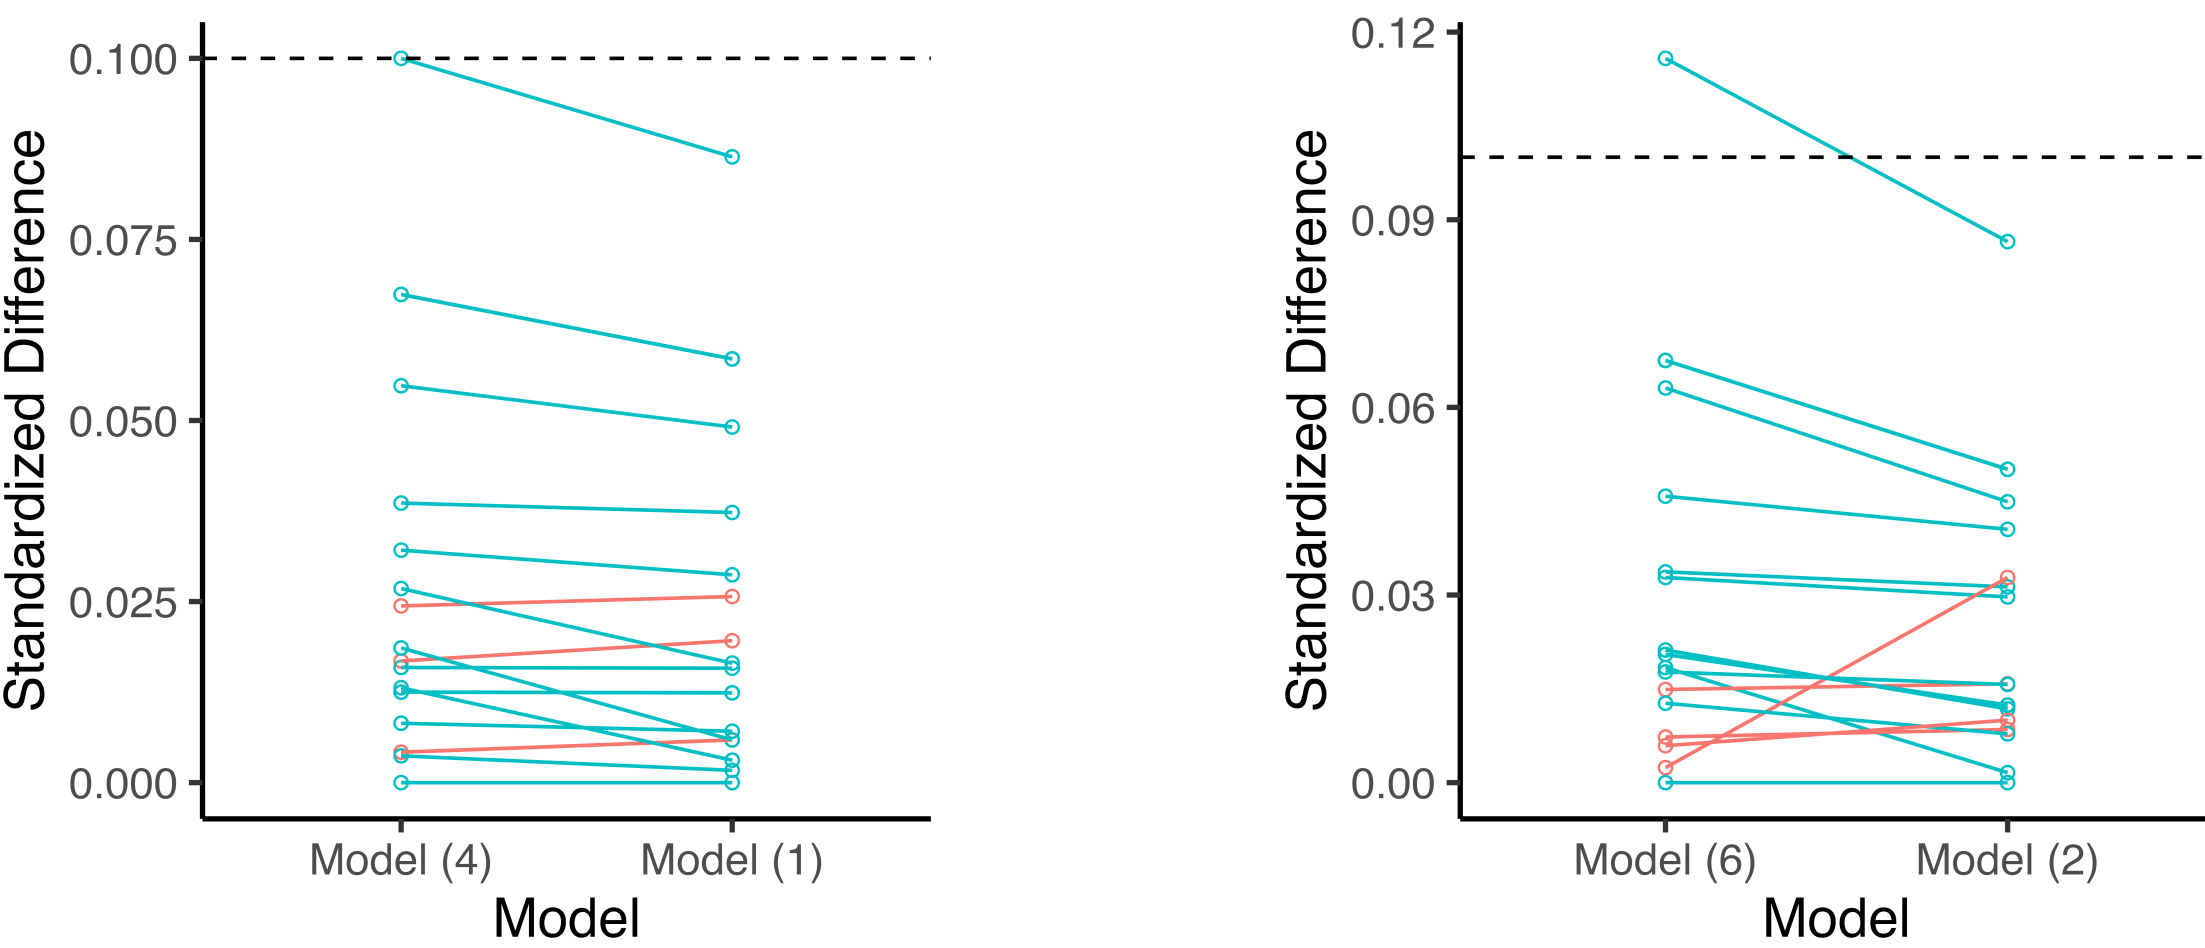 Standardized Difference
0.100
0.075
0.050
0.025
0.000
Model (4) Model (1)
Model
Standardized Difference
0.12
0.09
0.06
0.03
0.00
Model (6) Model (2)
Model